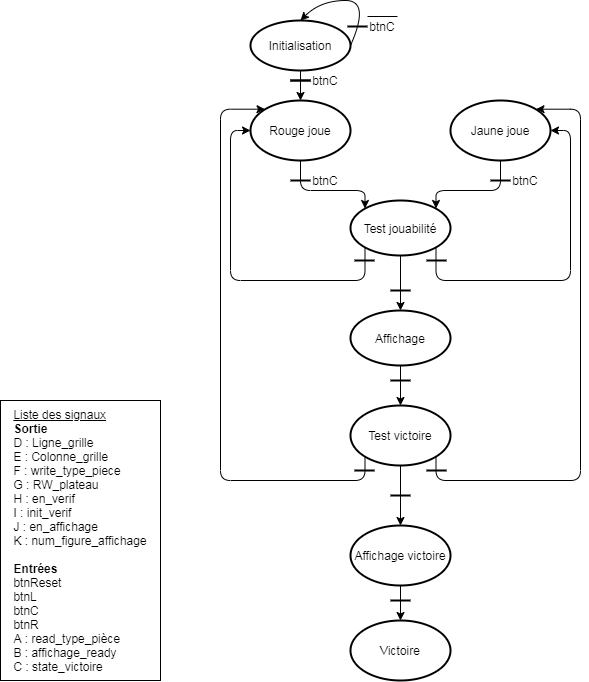 btnC
Initialisation
btnC
Rouge joue
Jaune joue
btnC
btnC
Test jouabilité
Affichage
Test victoire
Affichage victoire
Victoire
Liste des signaux
Sortie
D : Ligne_grille
E : Colonne_grille
F : write_type_piece
G : RW_plateau
H : en_verif
I : init_verif
J : en_affichage
K : num_figure_affichage
Entrées
btnReset
btnL
btnC
btnR
A : read_type_pièce
B : affichage_ready
C : state_victoire